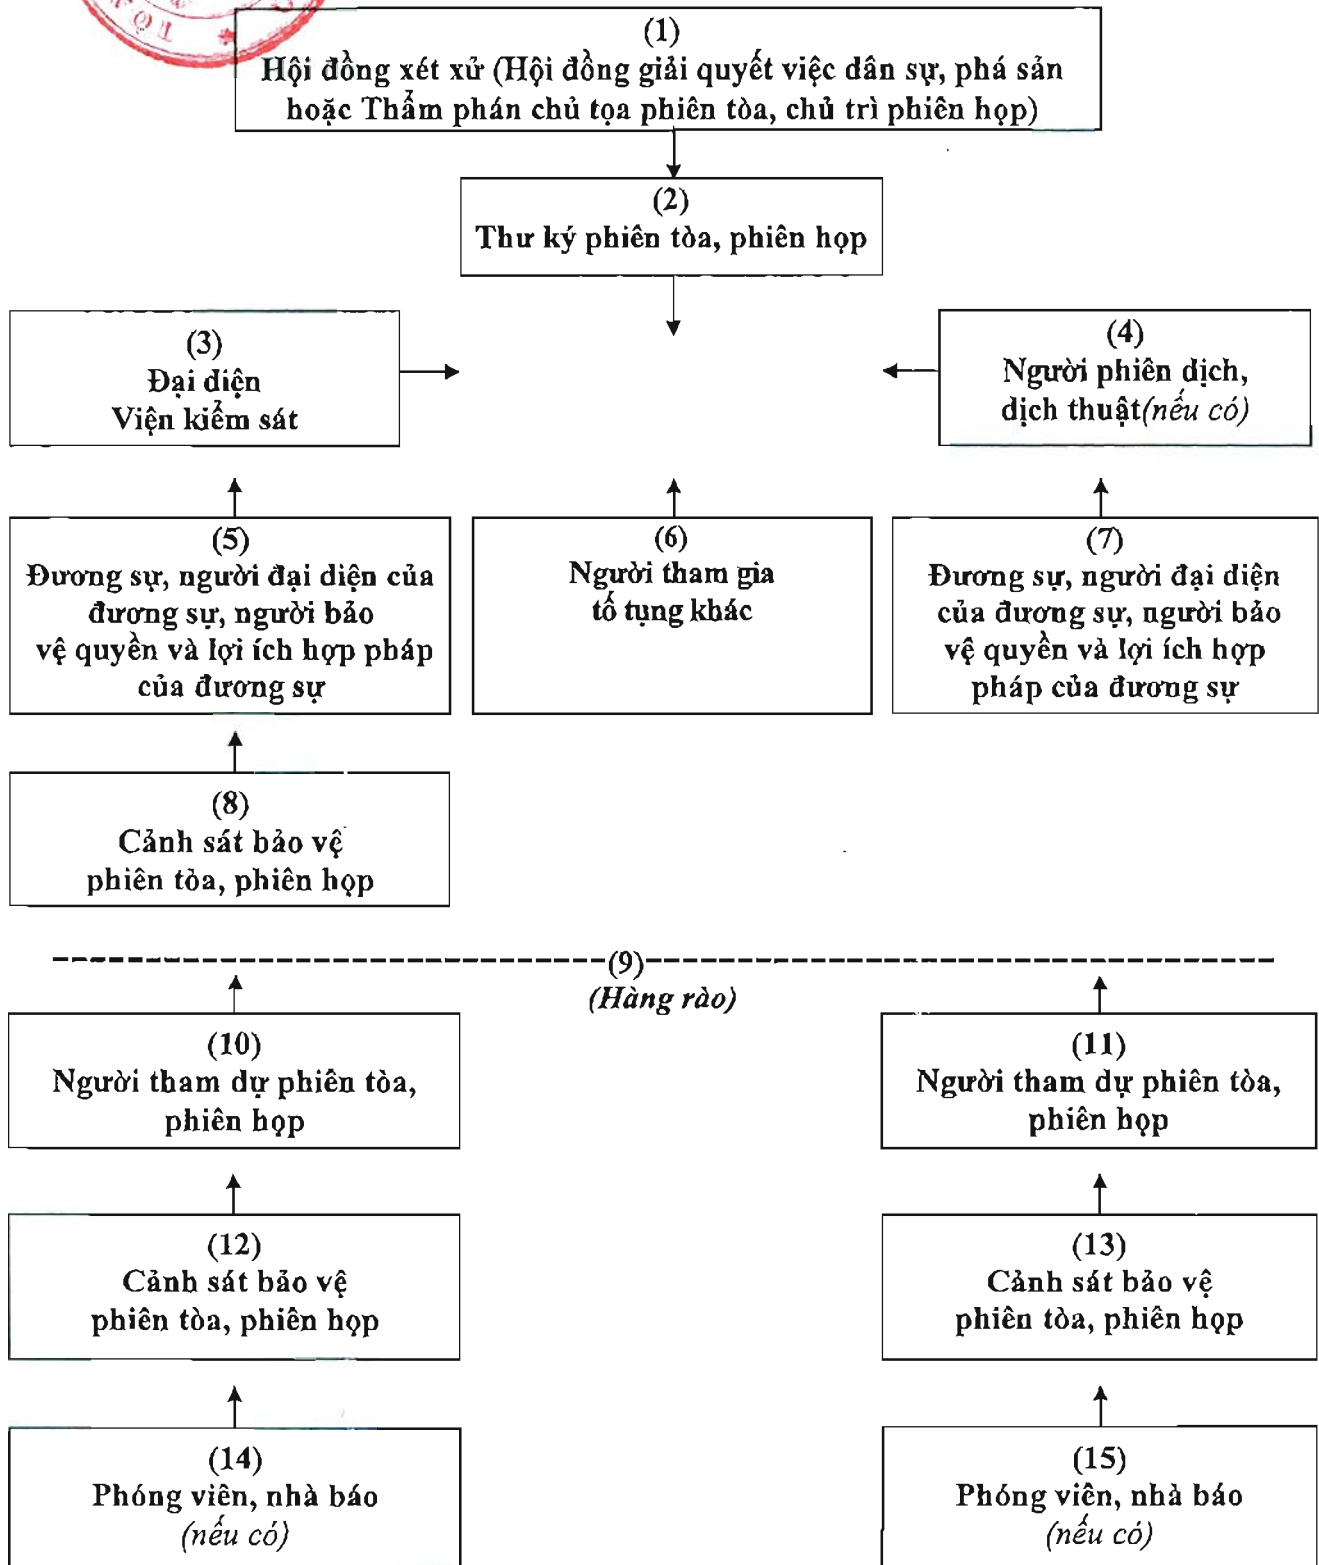 TÒA
(1)
Hội đồng xét xử (Hội đồng giải quyết việc dân sự, phá sản
hoặc Thẩm phán chủ tọa phiên tòa, chủ trì phiên họp)
(2)
Thư ký phiên tòa, phiên họp
(3)
Đại diện
Viện kiểm sát
(4)
Người phiên dịch,
dịch thuật(nếu có)
(5)
Đương sự, người đại diện của
đương sự, người bảo
vệ quyền và lợi ích hợp pháp
của đương sự
(6)
Người tham gia
tố tụng khác
(7)
Đương sự, người đại diện
của đương sự, người bảo
vệ quyền và lợi ích hợp
pháp của đương sự
(8)
Cảnh sát bảo vệ
phiên tòa, phiên họp
(9)
(Hàng rào)
(10)
Người tham dự phiên tòa,
phiên họp
(11)
Người tham dự phiên tòa,
phiên họp
(12)
Cảnh sát bảo vệ
phiên tòa, phiên họp
(13)
Cảnh sát bảo vệ
phiên tòa, phiên họp
(14)
Phóng viên, nhà báo
(nếu có)
(15)
Phóng viên, nhà báo
(nếu có)